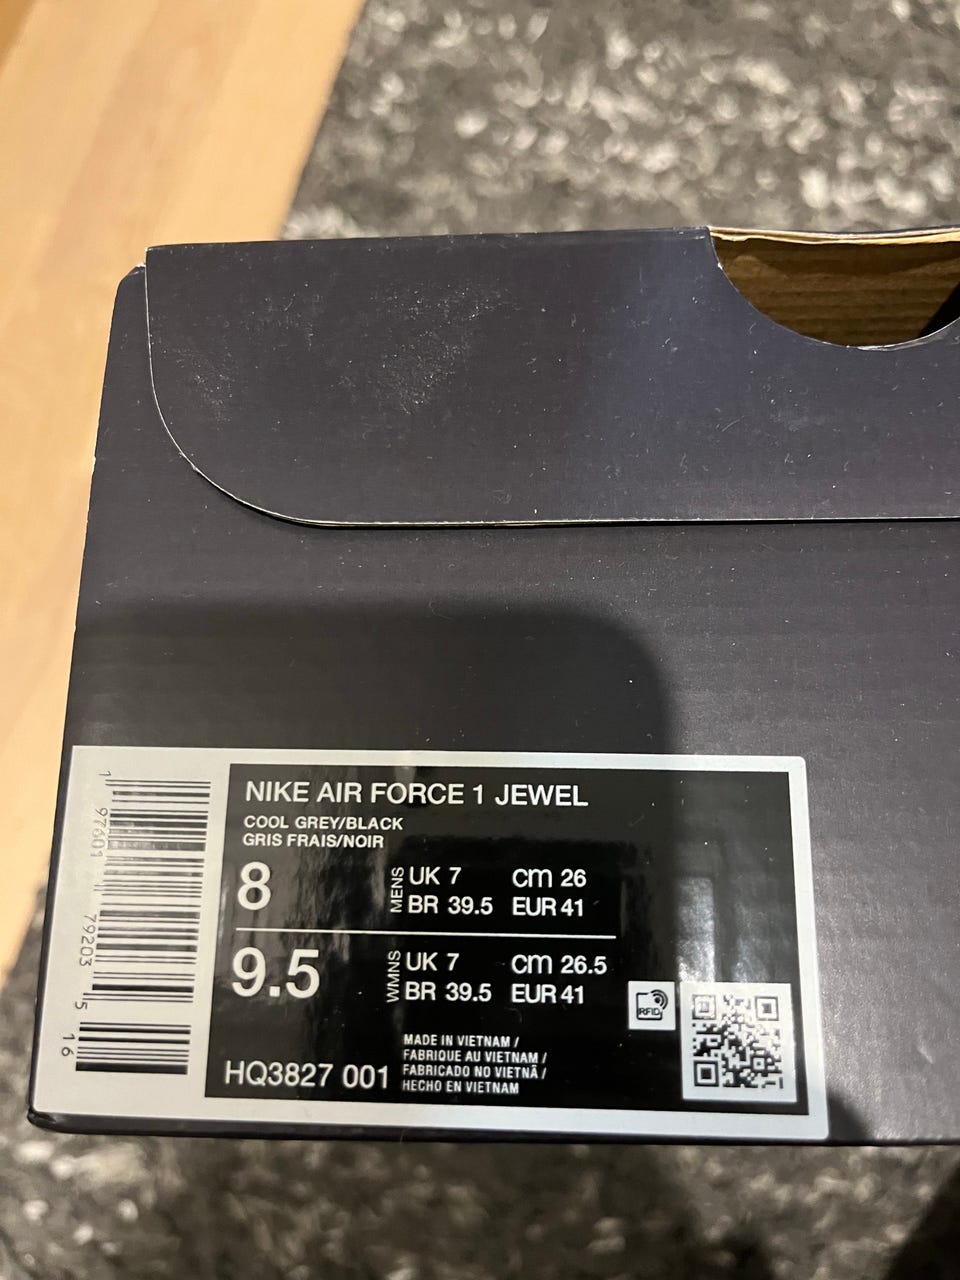 NIKE AIR FORCE 1 JEWEL
COOL GREY/BLACK
GRIS FRAIS/NOIR
8 MENS UK 7 CM 26
BR 39.5 EUR 41
9.5 WMNS UK 7 CM 26.5
BR 39.5 EUR 41
RFID
HQ3827 001
MADE IN VIETNAM /
FABRIQUE AU VIETNAM /
FABRICADO NO VIETNÃ /
HECHO EN VIETNAM
1 97601 79203 5 16